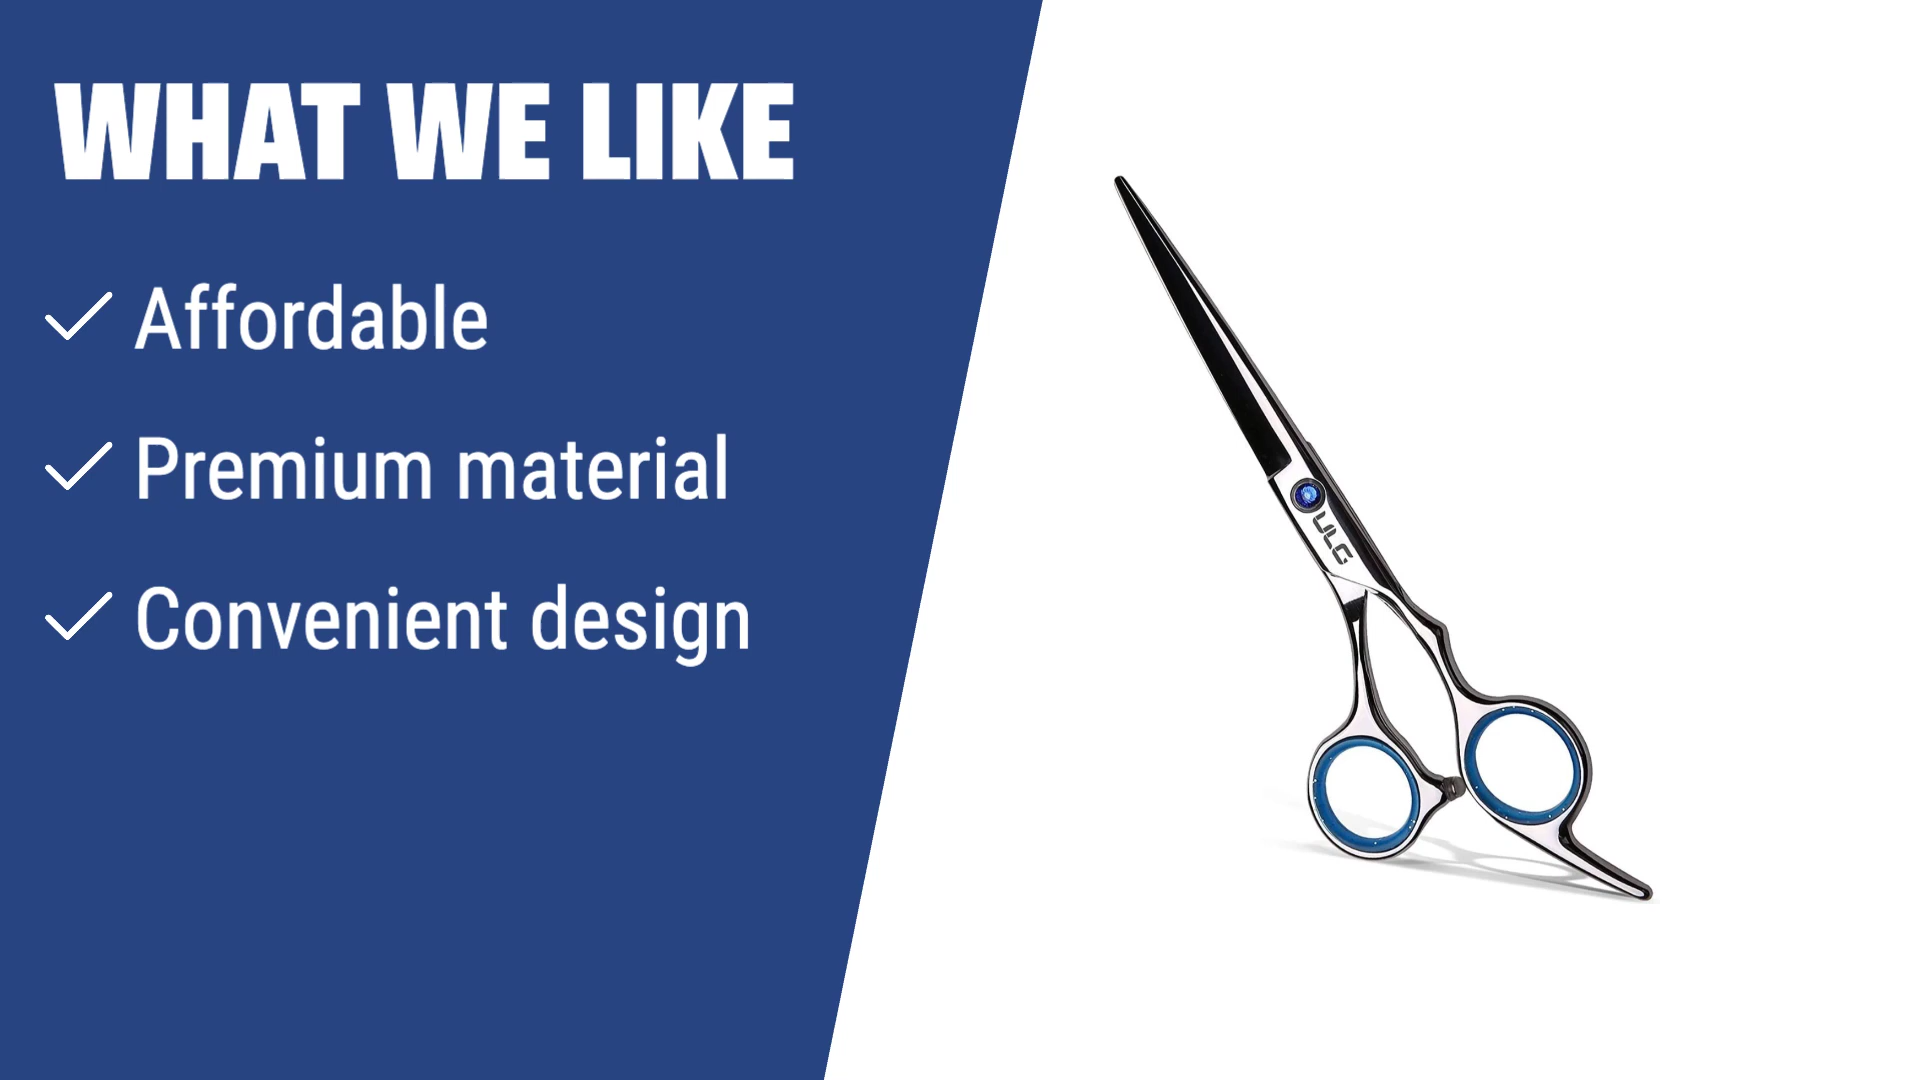 WHAT WE LIKE
Affordable
Premium material
Convenient design
ULG